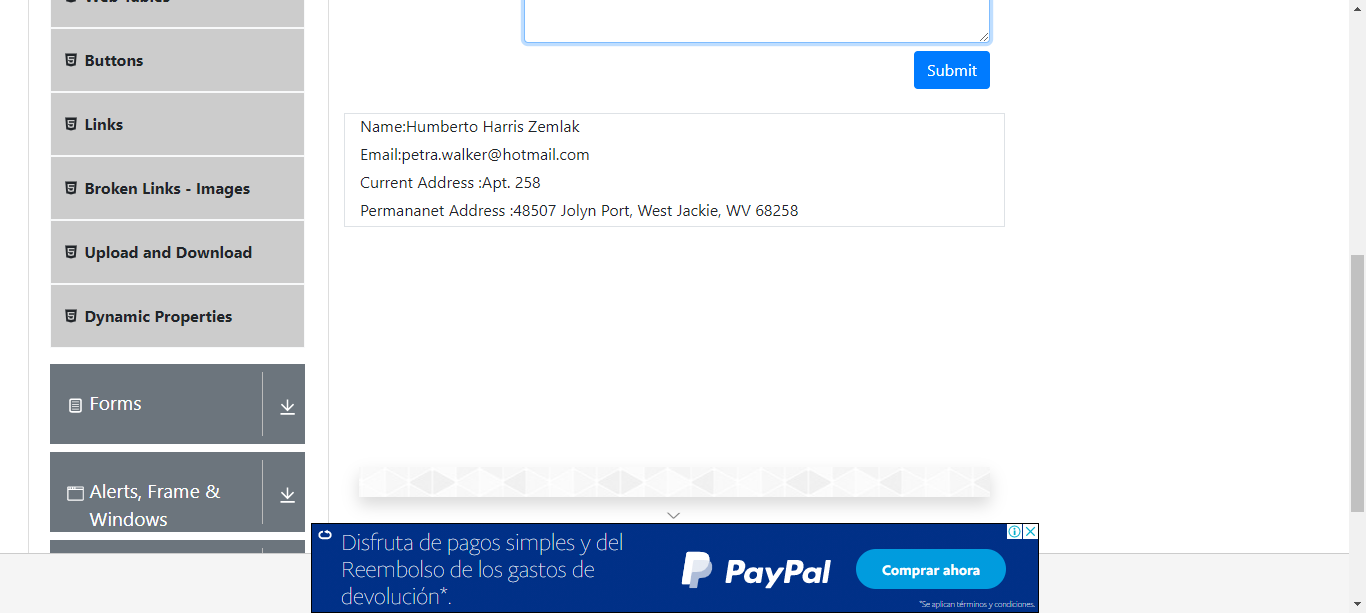 Web Tables
Buttons
Links
Broken Links - Images
Upload and Download
Dynamic Properties
Forms
Alerts, Frame &
Windows
Submit
Name:Humberto Harris Zemlak
Email:petra.walker@hotmail.com
Current Address :Apt. 258
Permananet Address :48507 Jolyn Port, West Jackie, WV 68258
Disfruta de pagos simples y del
Reembolso de los gastos de
devolución*.
PayPal
Comprar ahora
*Se aplican términos y condiciones.